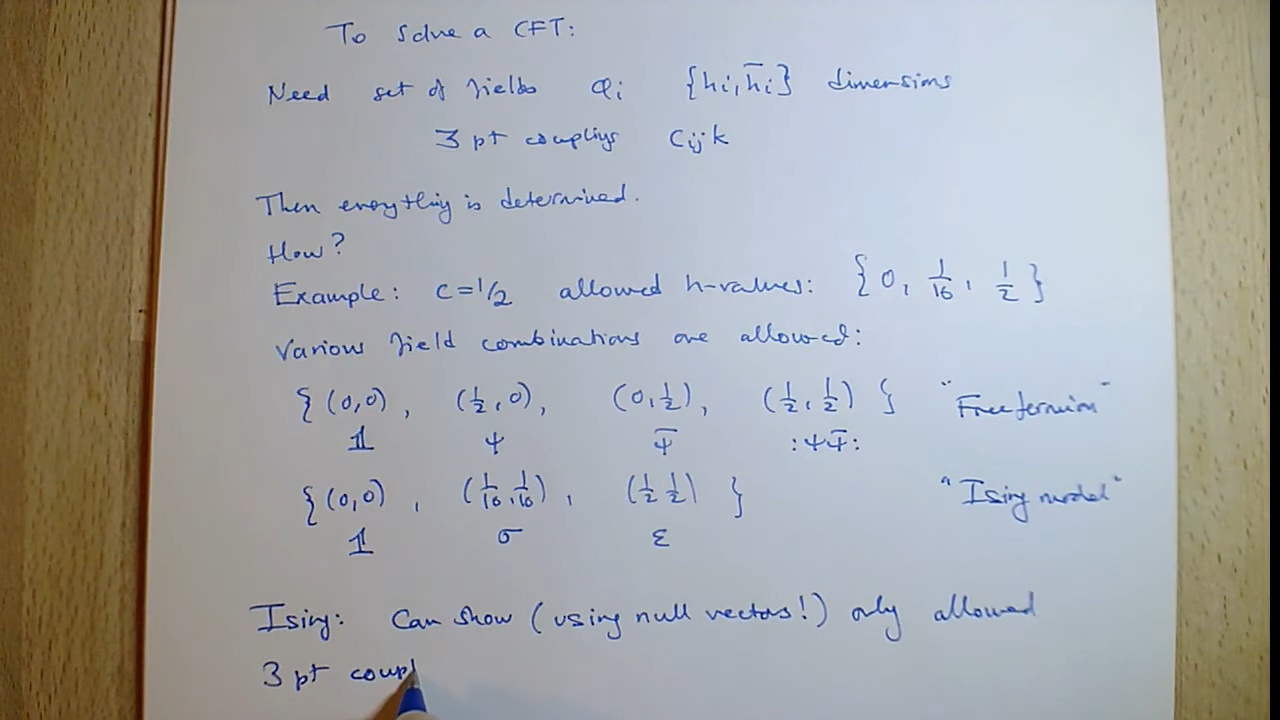 To solve a CFT:
Need set of fields φi {hi, h̄i} dimensions
3 pt couplings Cijk
Then everything is determined.
How?
Example: c=1/2 allowed h-values: {0, 1/16, 1/2}
Various field combinations are allowed:
{(0,0), (1/2,0), (0,1/2), (1/2,1/2)} "Free fermion"
𝟙 ψ ψ̄ :ψψ̄:
{(0,0), (1/16,1/16), (1/2 1/2)} "Ising model"
𝟙 σ ε
Ising: Can show (using null vectors!) only allowed
3 pt coupl